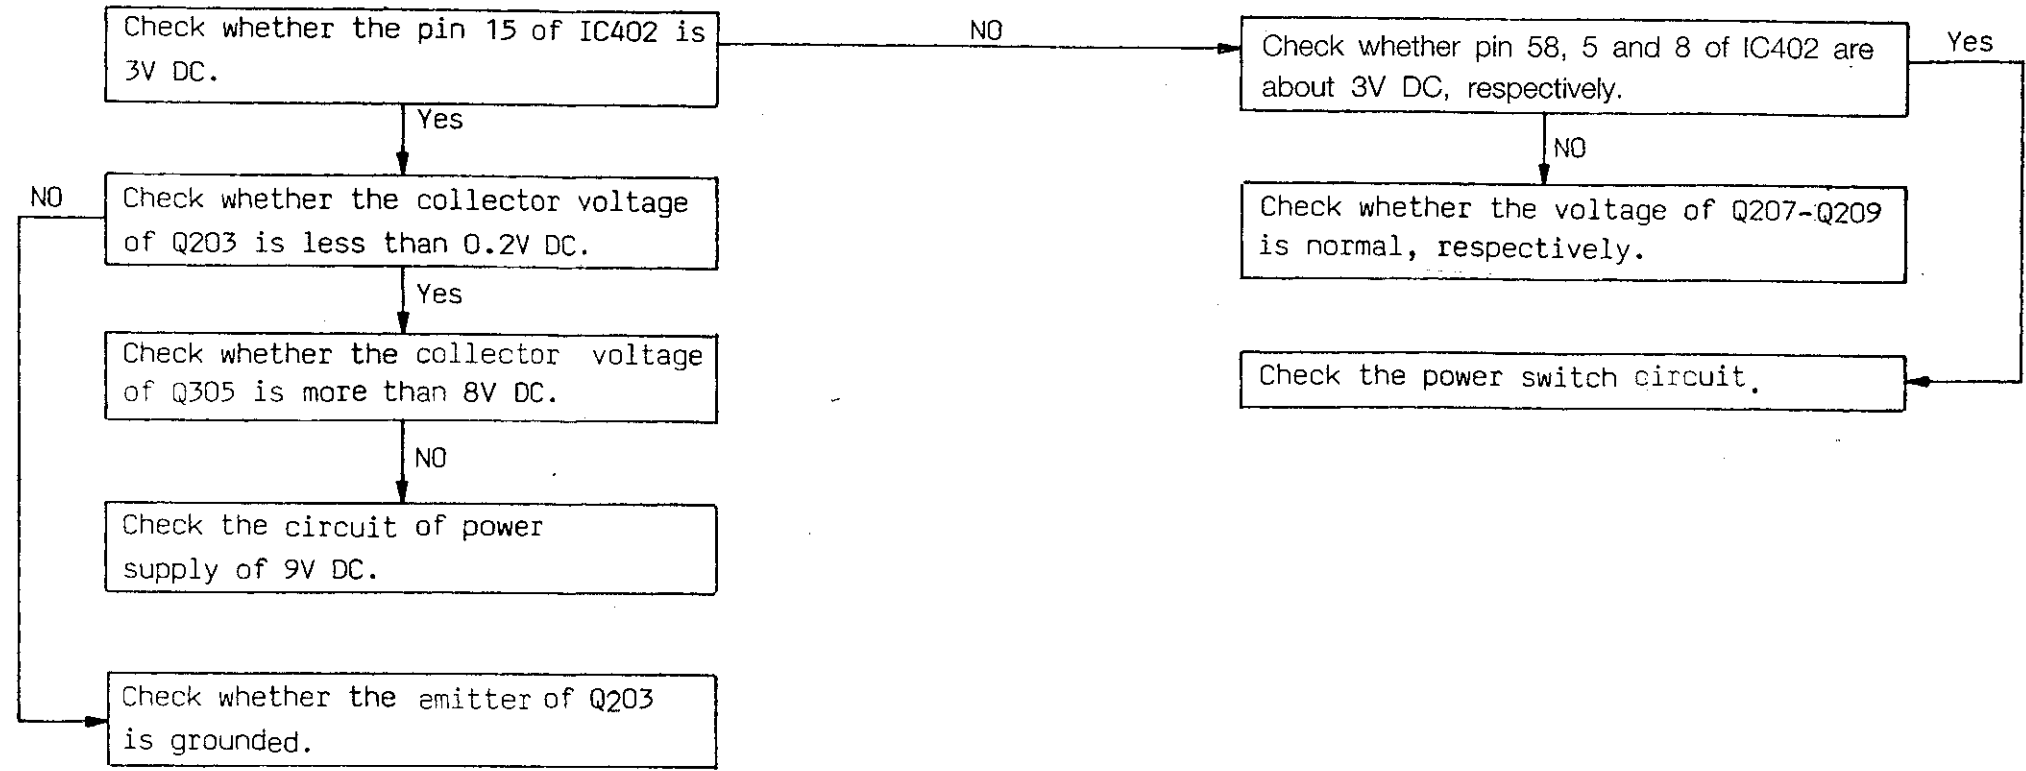 Check whether the pin 15 of IC402 is
3V DC.
NO
Check whether pin 58, 5 and 8 of IC402 are
about 3V DC, respectively.
Yes
Yes
NO
NO
Check whether the collector voltage
of Q203 is less than 0.2V DC.
Check whether the voltage of Q207-Q209
is normal, respectively.
Yes
Check whether the collector voltage
of Q305 is more than 8V DC.
Check the power switch circuit.
NO
Check the circuit of power
supply of 9V DC.
Check whether the emitter of Q203
is grounded.